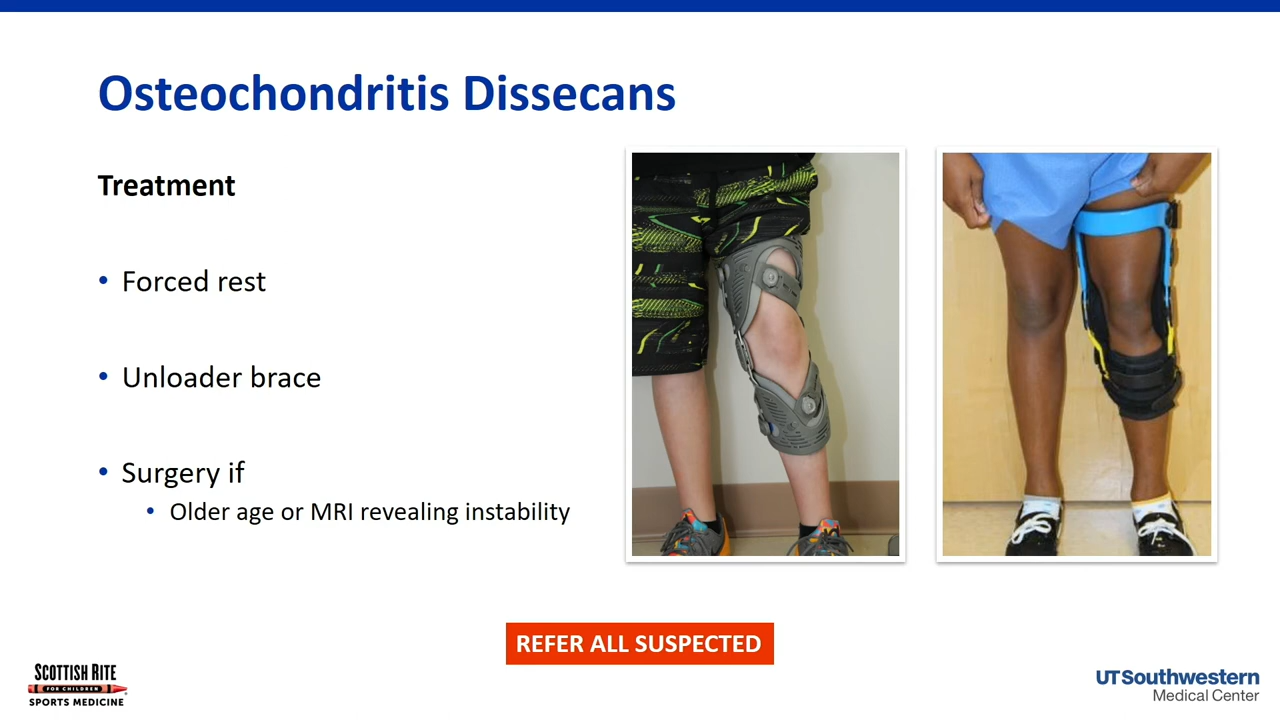 Osteochondritis Dissecans
Treatment
• Forced rest
• Unloader brace
• Surgery if
• Older age or MRI revealing instability
REFER ALL SUSPECTED
SCOTTISH RITE
FOR CHILDREN
SPORTS MEDICINE
UTSouthwestern
Medical Center